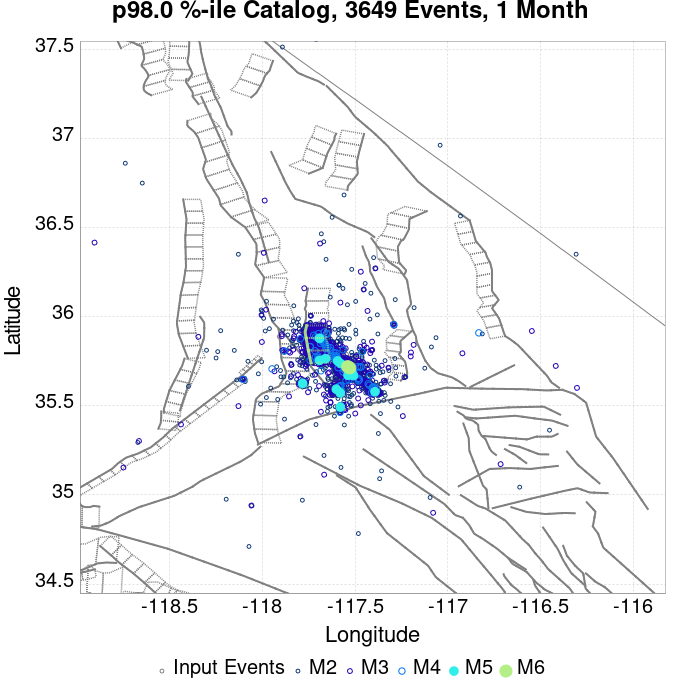 p98.0 %-ile Catalog, 3649 Events, 1 Month
37.5
37
36.5
36
35.5
35
34.5
Latitude
-118.5 -118 -117.5 -117 -116.5 -116
Longitude
Input Events M2 M3 M4 M5 M6